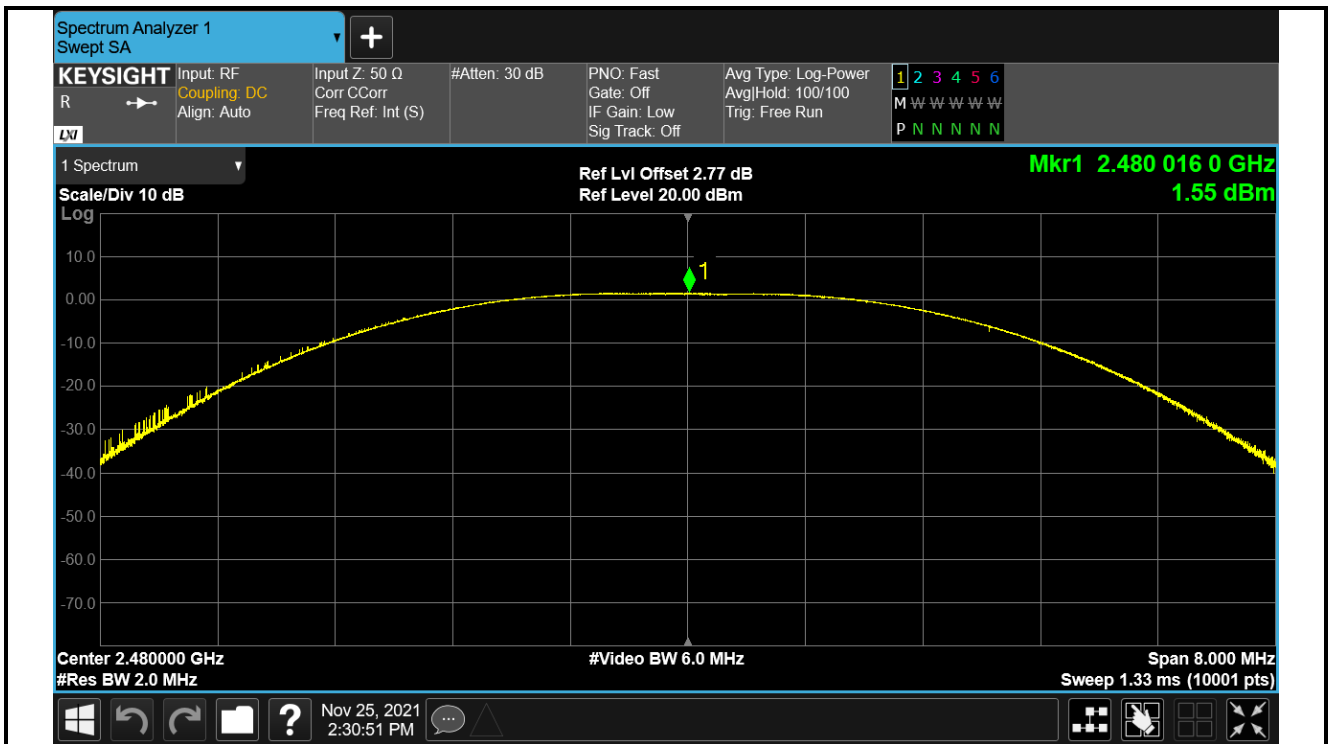 Spectrum Analyzer 1
Swept SA
KEYSIGHT
R
LXI
Input: RF
Coupling: DC
Align: Auto
Input Z: 50 Ω
Corr CCorr
Freq Ref: Int (S)
#Atten: 30 dB
PNO: Fast
Gate: Off
IF Gain: Low
Sig Track: Off
Avg Type: Log-Power
Avg|Hold: 100/100
Trig: Free Run
1 2 3 4 5 6
M W W W W W
P N N N N N
1 Spectrum
Scale/Div 10 dB
Log
Ref Lvl Offset 2.77 dB
Ref Level 20.00 dBm
Mkr1 2.480 016 0 GHz
1.55 dBm
1
10.0
0.00
-10.0
-20.0
-30.0
-40.0
-50.0
-60.0
-70.0
Center 2.480000 GHz
#Res BW 2.0 MHz
#Video BW 6.0 MHz
Span 8.000 MHz
Sweep 1.33 ms (10001 pts)
?
Nov 25, 2021
2:30:51 PM